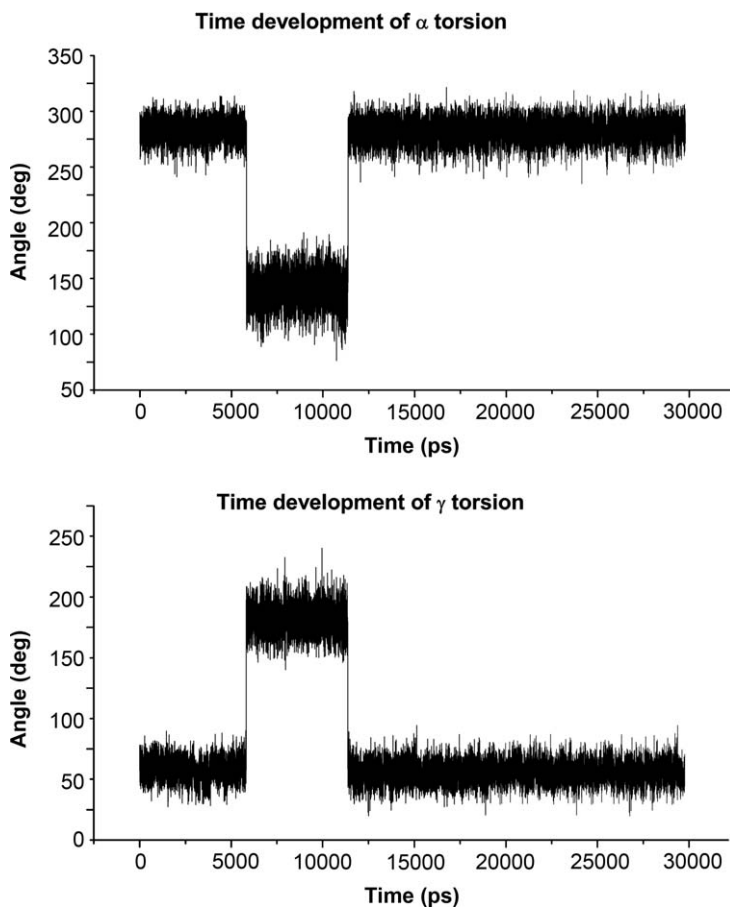 Time development of α torsion
350
300
250
200
150
100
50
Angle (deg)
0 5000 10000 15000 20000 25000 30000
Time (ps)
Time development of γ torsion
250
200
150
100
50
0
Angle (deg)
0 5000 10000 15000 20000 25000 30000
Time (ps)